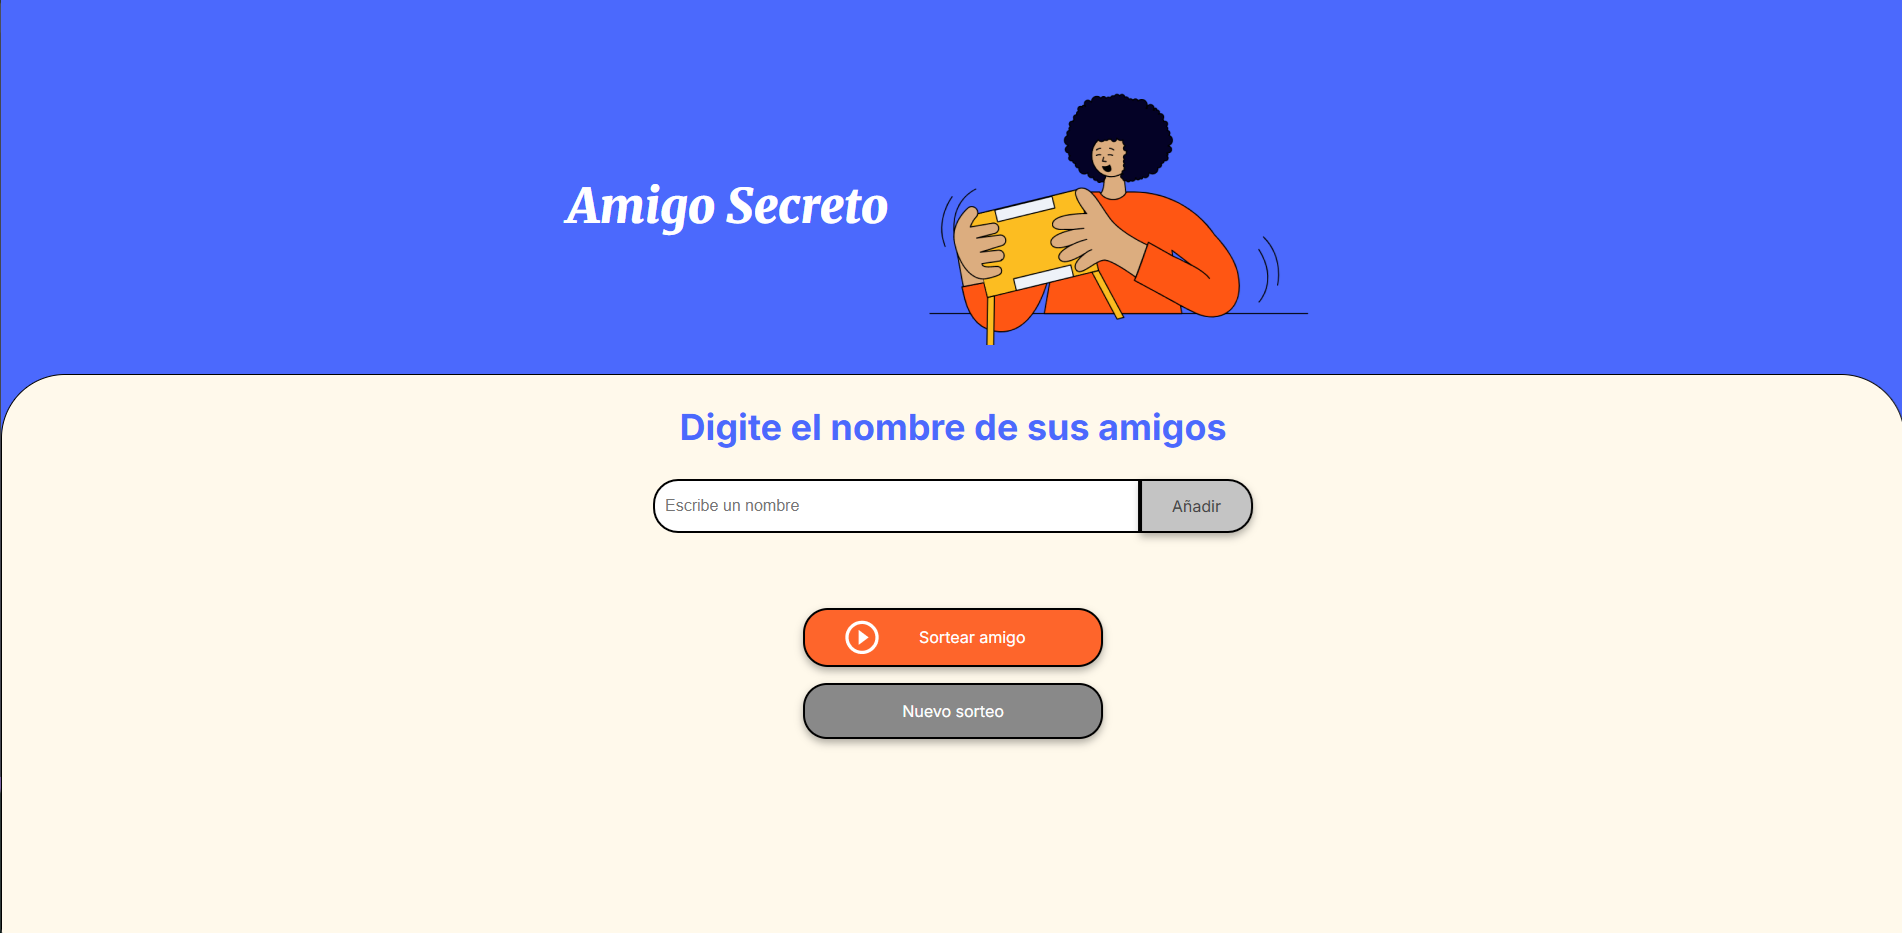 Amigo Secreto
Digite el nombre de sus amigos
Escribe un nombre
Añadir
Sortear amigo
Nuevo sorteo